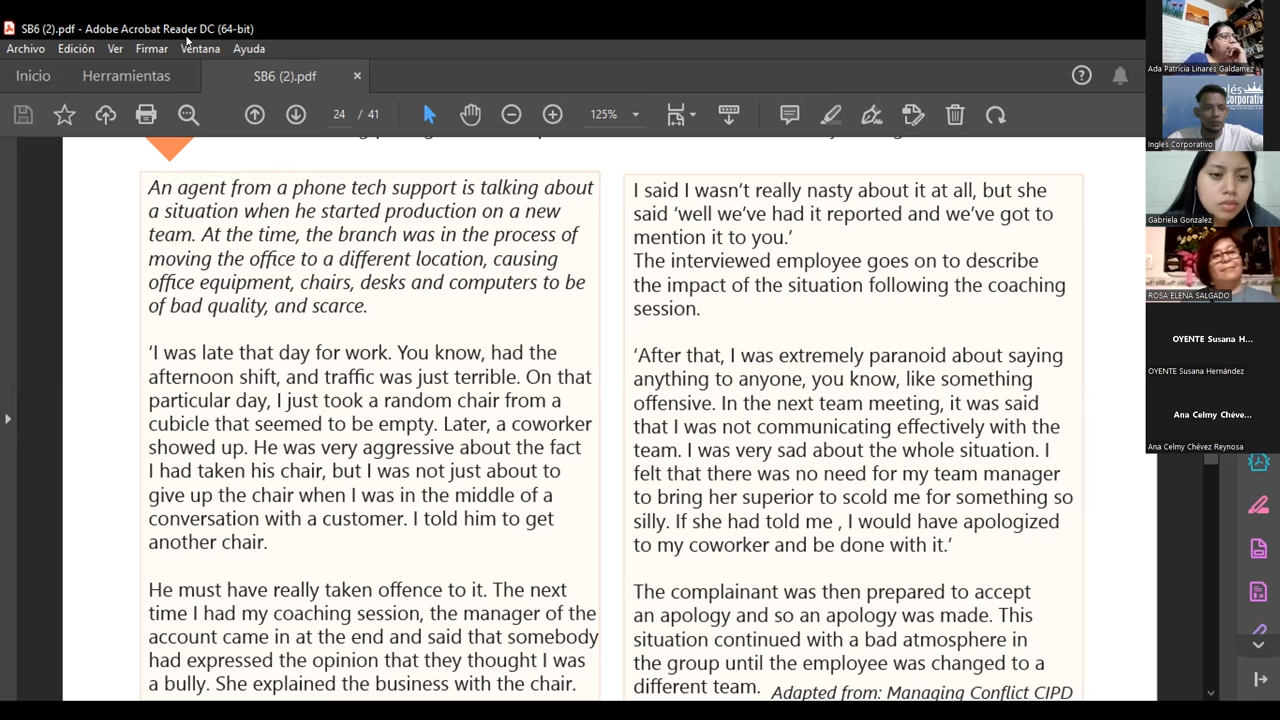 SB6 (2).pdf - Adobe Acrobat Reader DC (64-bit)
Archivo Edición Ver Firmar Ventana Ayuda
Inicio Herramientas SB6 (2).pdf ×
24 / 41 125%
An agent from a phone tech support is talking about
a situation when he started production on a new
team. At the time, the branch was in the process of
moving the office to a different location, causing
office equipment, chairs, desks and computers to be
of bad quality, and scarce.
‘I was late that day for work. You know, had the
afternoon shift, and traffic was just terrible. On that
particular day, I just took a random chair from a
cubicle that seemed to be empty. Later, a coworker
showed up. He was very aggressive about the fact
I had taken his chair, but I was not just about to
give up the chair when I was in the middle of a
conversation with a customer. I told him to get
another chair.
He must have really taken offence to it. The next
time I had my coaching session, the manager of the
account came in at the end and said that somebody
had expressed the opinion that they thought I was
a bully. She explained the business with the chair.
I said I wasn’t really nasty about it at all, but she
said ‘well we’ve had it reported and we’ve got to
mention it to you.’
The interviewed employee goes on to describe
the impact of the situation following the coaching
session.
‘After that, I was extremely paranoid about saying
anything to anyone, you know, like something
offensive. In the next team meeting, it was said
that I was not communicating effectively with the
team. I was very sad about the whole situation. I
felt that there was no need for my team manager
to bring her superior to scold me for something so
silly. If she had told me , I would have apologized
to my coworker and be done with it.’
The complainant was then prepared to accept
an apology and so an apology was made. This
situation continued with a bad atmosphere in
the group until the employee was changed to a
different team. Adapted from: Managing Conflict CIPD
Ada Patricia Linares Galdamez
Ingles Corporativo
Gabriela Gonzalez
ROSA ELENA SALGADO
OYENTE Susana H...
OYENTE Susana Hernández
Ana Celmy Chéve...
Ana Celmy Chévez Reynosa